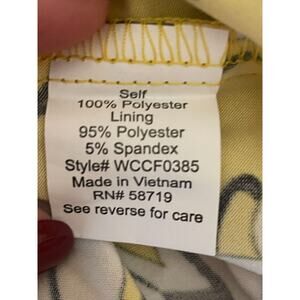 Self
100% Polyester
Lining
95% Polyester
5% Spandex
Style# WCCF0385
Made in Vietnam
RN# 58719
See reverse for care